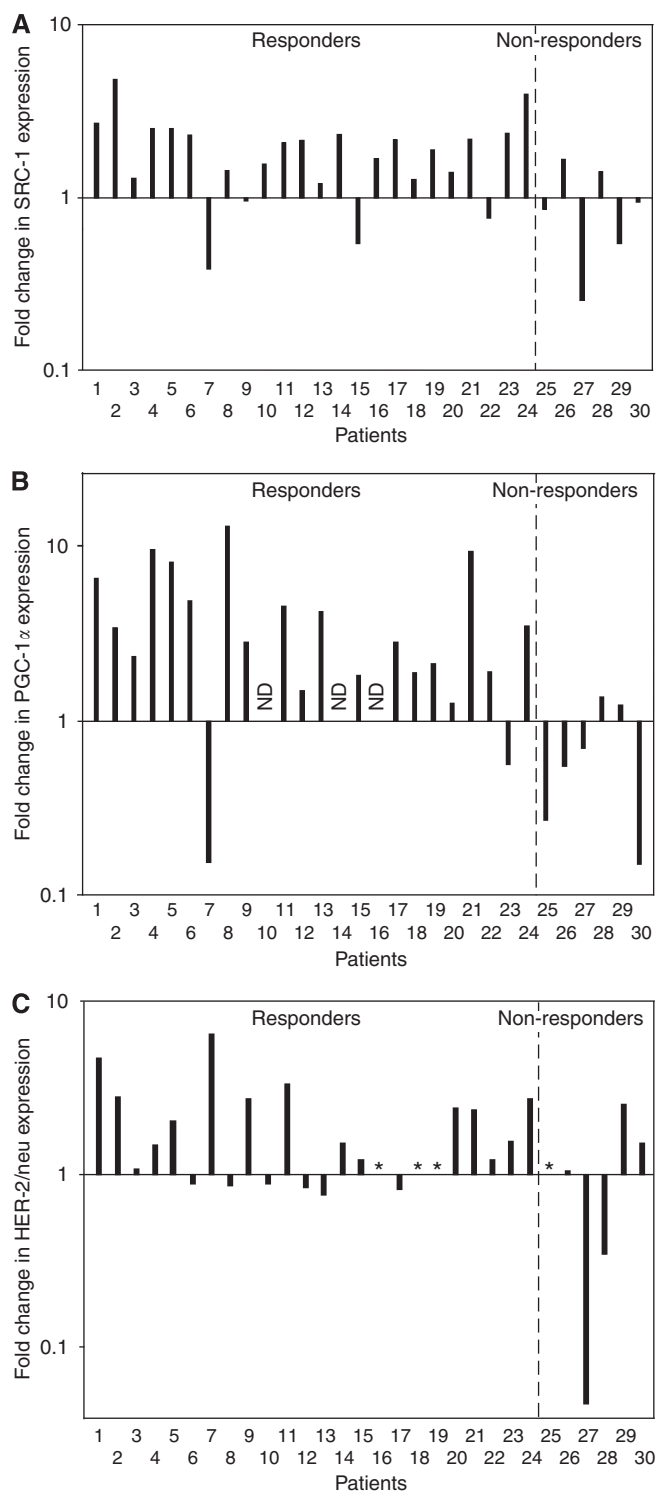 A
Fold change in SRC-1 expression
Responders
Non-responders
10
1
0.1
1 3 5 7 9 11 13 15 17 19 21 23 25 27 29
2 4 6 8 10 12 14 16 18 20 22 24 26 28 30
Patients
B
Fold change in PGC-1α expression
Responders
Non-responders
10
ND
ND
ND
1
0.1
1 3 5 7 9 11 13 15 17 19 21 23 25 27 29
2 4 6 8 10 12 14 16 18 20 22 24 26 28 30
Patients
C
Fold change in HER-2/neu expression
Responders
Non-responders
10
* * * *
1
0.1
1 3 5 7 9 11 13 15 17 19 21 23 25 27 29
2 4 6 8 10 12 14 16 18 20 22 24 26 28 30
Patients